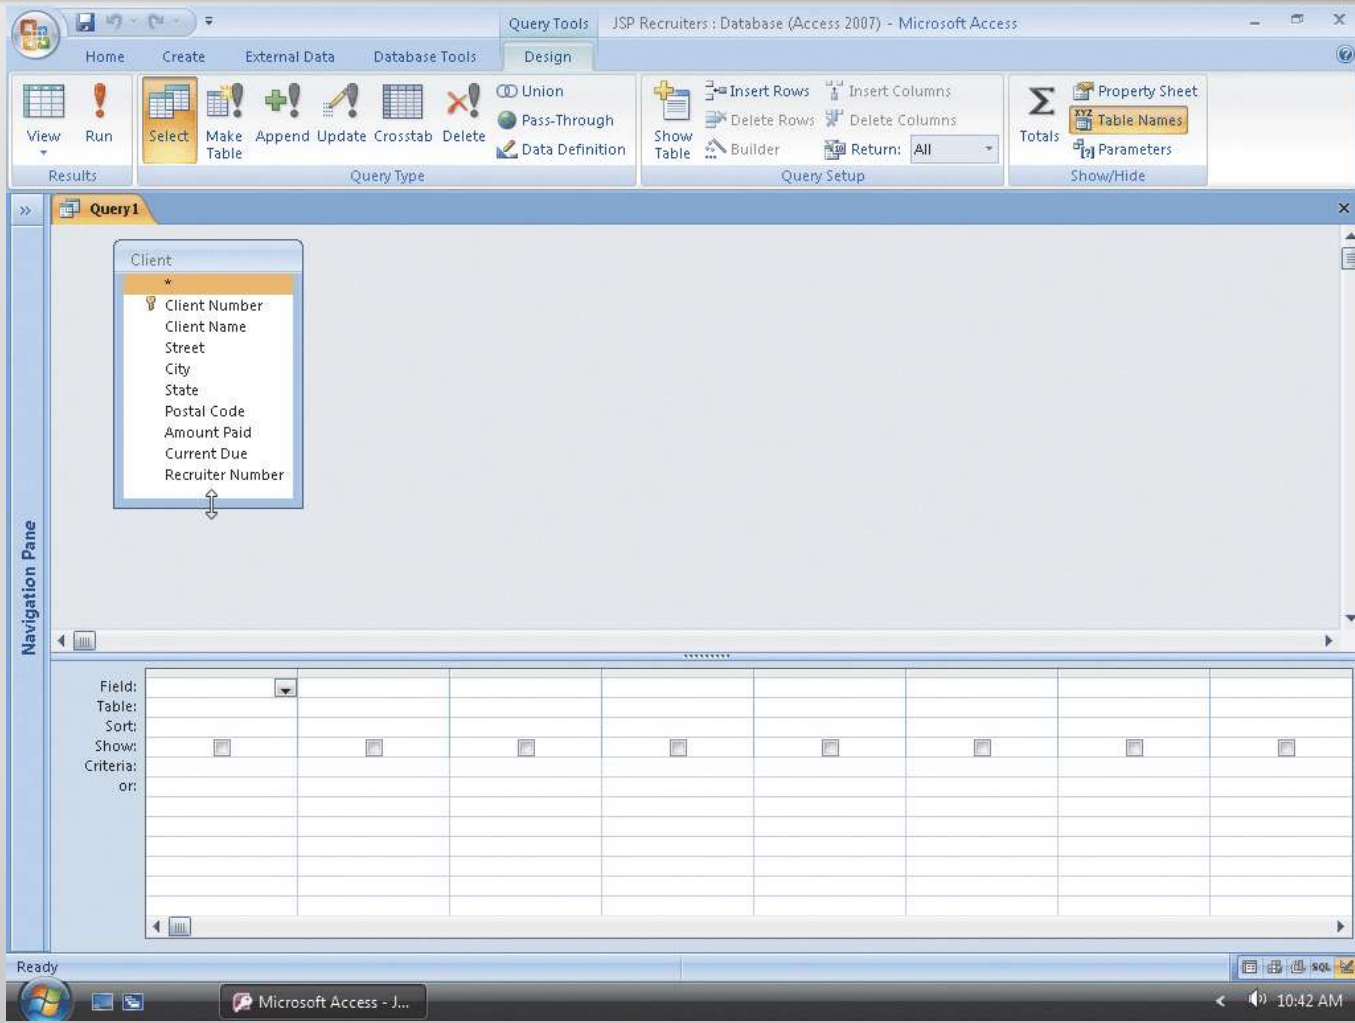 Query Tools JSP Recruiters : Database (Access 2007) - Microsoft Access
Home Create External Data Database Tools Design
View Run Select Make Table Append Update Crosstab Delete
Union
Pass-Through
Data Definition
Show Table
Insert Rows
Delete Rows
Builder
Insert Columns
Delete Columns
Return: All
Totals
Property Sheet
XYZ Table Names
Parameters
Results Query Type Query Setup Show/Hide
» Query1
Client
*
Client Number
Client Name
Street
City
State
Postal Code
Amount Paid
Current Due
Recruiter Number
Navigation Pane
Field:
Table:
Sort:
Show:
Criteria:
or:
Ready SQL
Microsoft Access - J... 10:42 AM